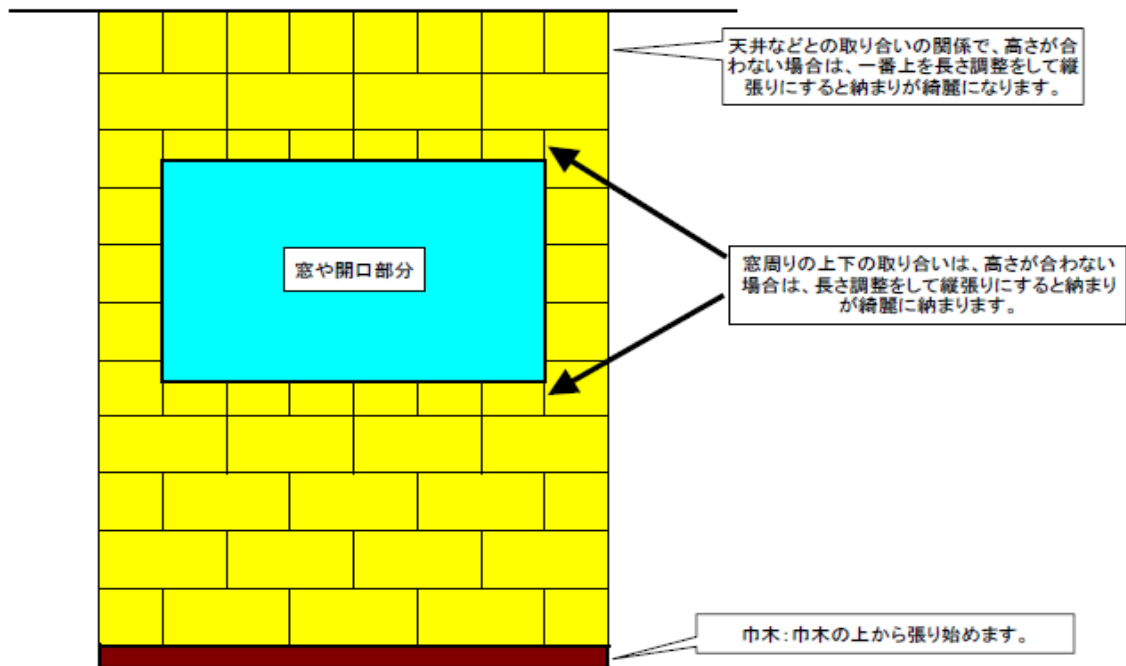 天井などとの取り合いの関係で、高さが合
わない場合は、一番上を長さ調整をして縦
張りにすると納まりが綺麗になります。
窓や開口部分
窓周りの上下の取り合いは、高さが合わない
場合は、長さ調整をして縦張りにすると納まり
が綺麗に納まります。
巾木：巾木の上から張り始めます。